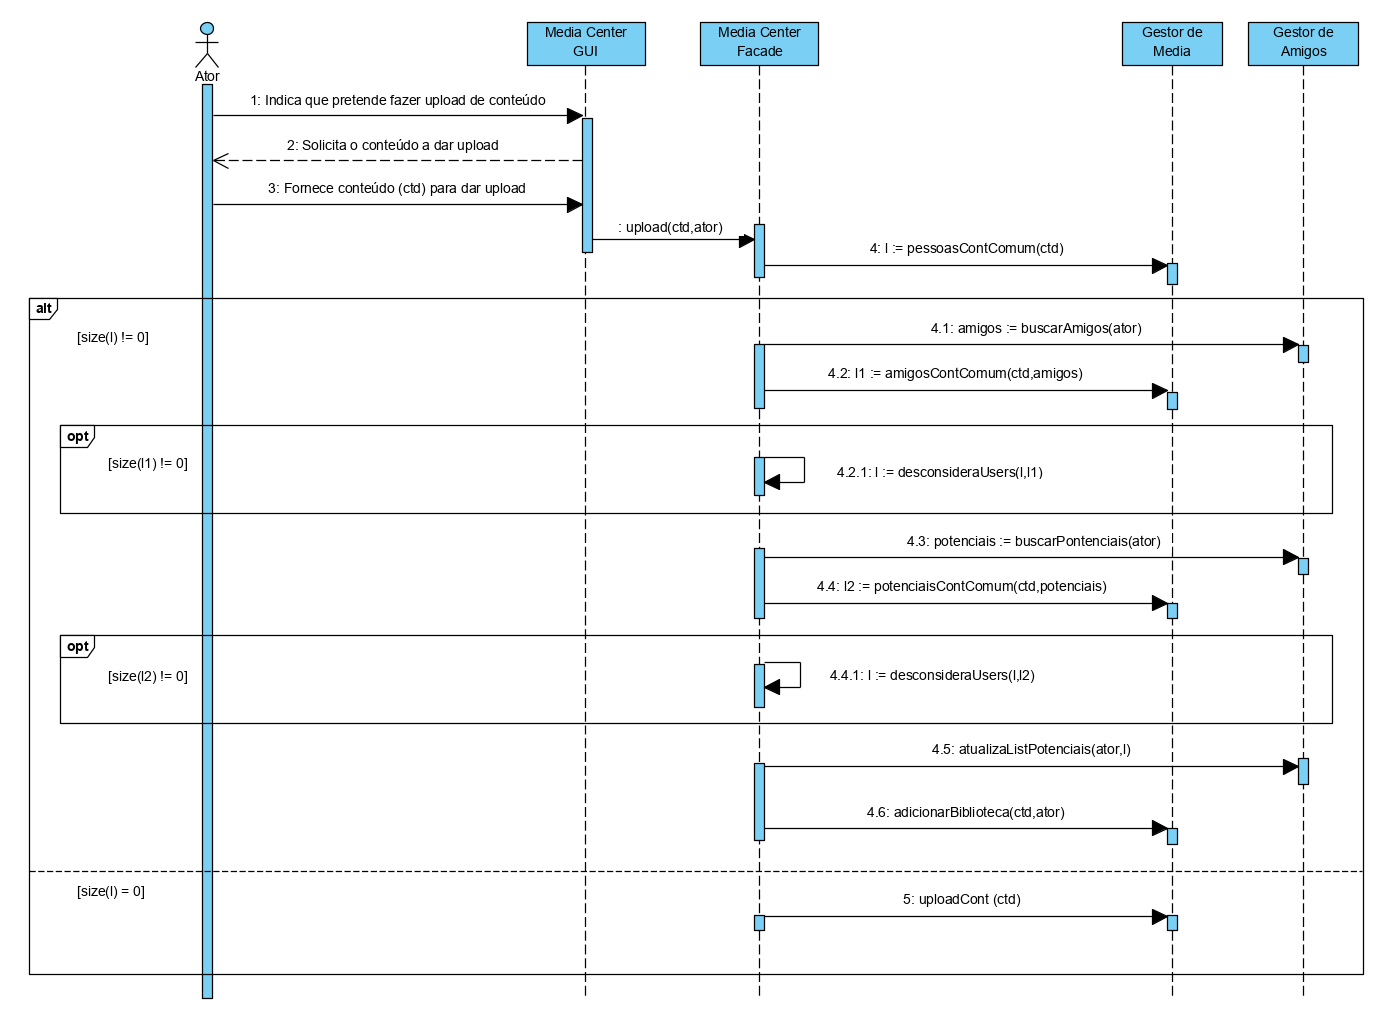 Media Center
GUI
Media Center
Facade
Gestor de
Media
Gestor de
Amigos
Ator
1: Indica que pretende fazer upload de conteúdo
2: Solicita o conteúdo a dar upload
3: Fornece conteúdo (ctd) para dar upload
: upload(ctd,ator)
4: l := pessoasContComum(ctd)
alt
[size(l) != 0]
4.1: amigos := buscarAmigos(ator)
4.2: l1 := amigosContComum(ctd,amigos)
opt
[size(l1) != 0]
4.2.1: l := desconsideraUsers(l,l1)
4.3: potenciais := buscarPontenciais(ator)
4.4: l2 := potenciaisContComum(ctd,potenciais)
opt
[size(l2) != 0]
4.4.1: l := desconsideraUsers(l,l2)
4.5: atualizaListPotenciais(ator,l)
4.6: adicionarBiblioteca(ctd,ator)
[size(l) = 0]
5: uploadCont (ctd)